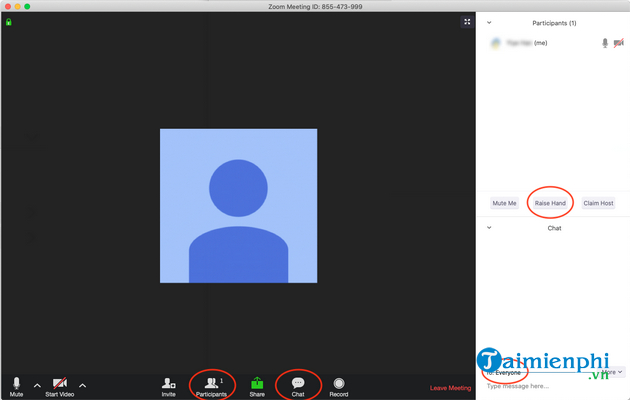 Zoom Meeting ID: 855-473-999
Participants (1)
(me)
Mute Me
Raise Hand
Claim Host
Chat
Taimienphi
.vn
To: Everyone
More
Type message here...
Mute
Start Video
Invite
Participants
1
Share
Chat
Record
Leave Meeting